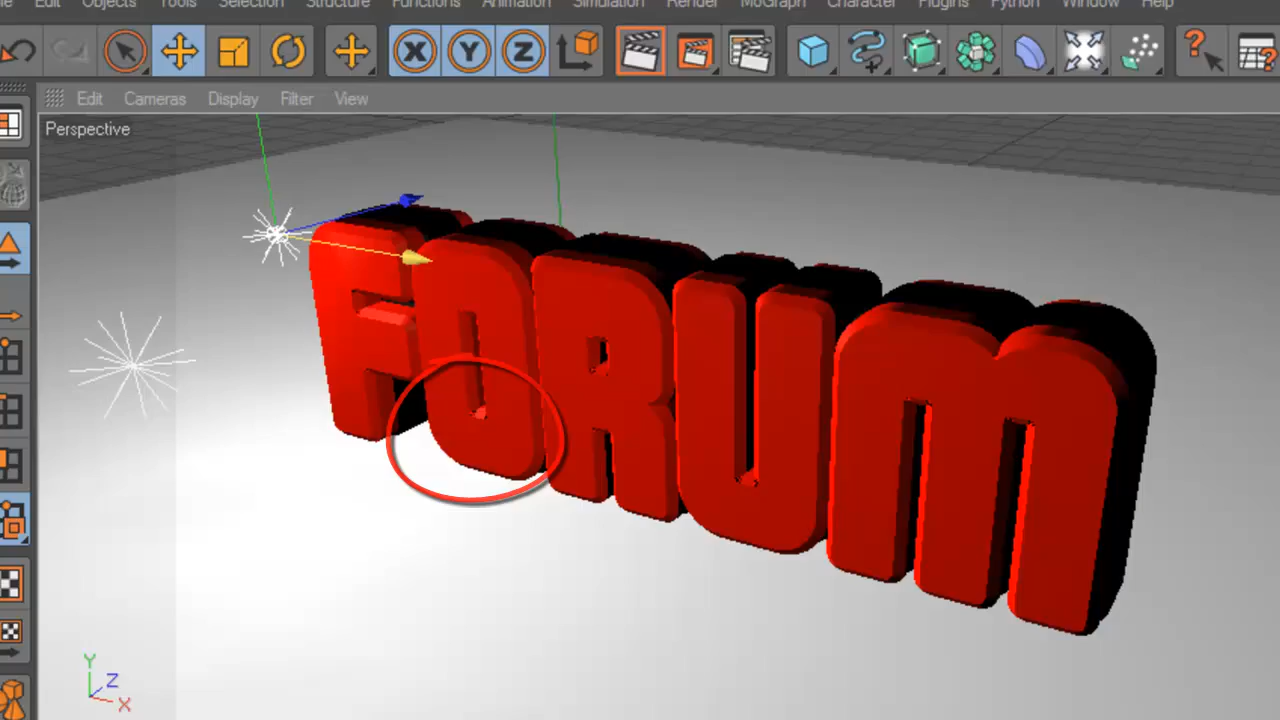 Edit Objects Tools Selection Structure Functions Animation Simulation Render MoGraph Character Plugins Python Window Help
X Y Z
Edit Cameras Display Filter View
Perspective
FORUM
Y
Z
X